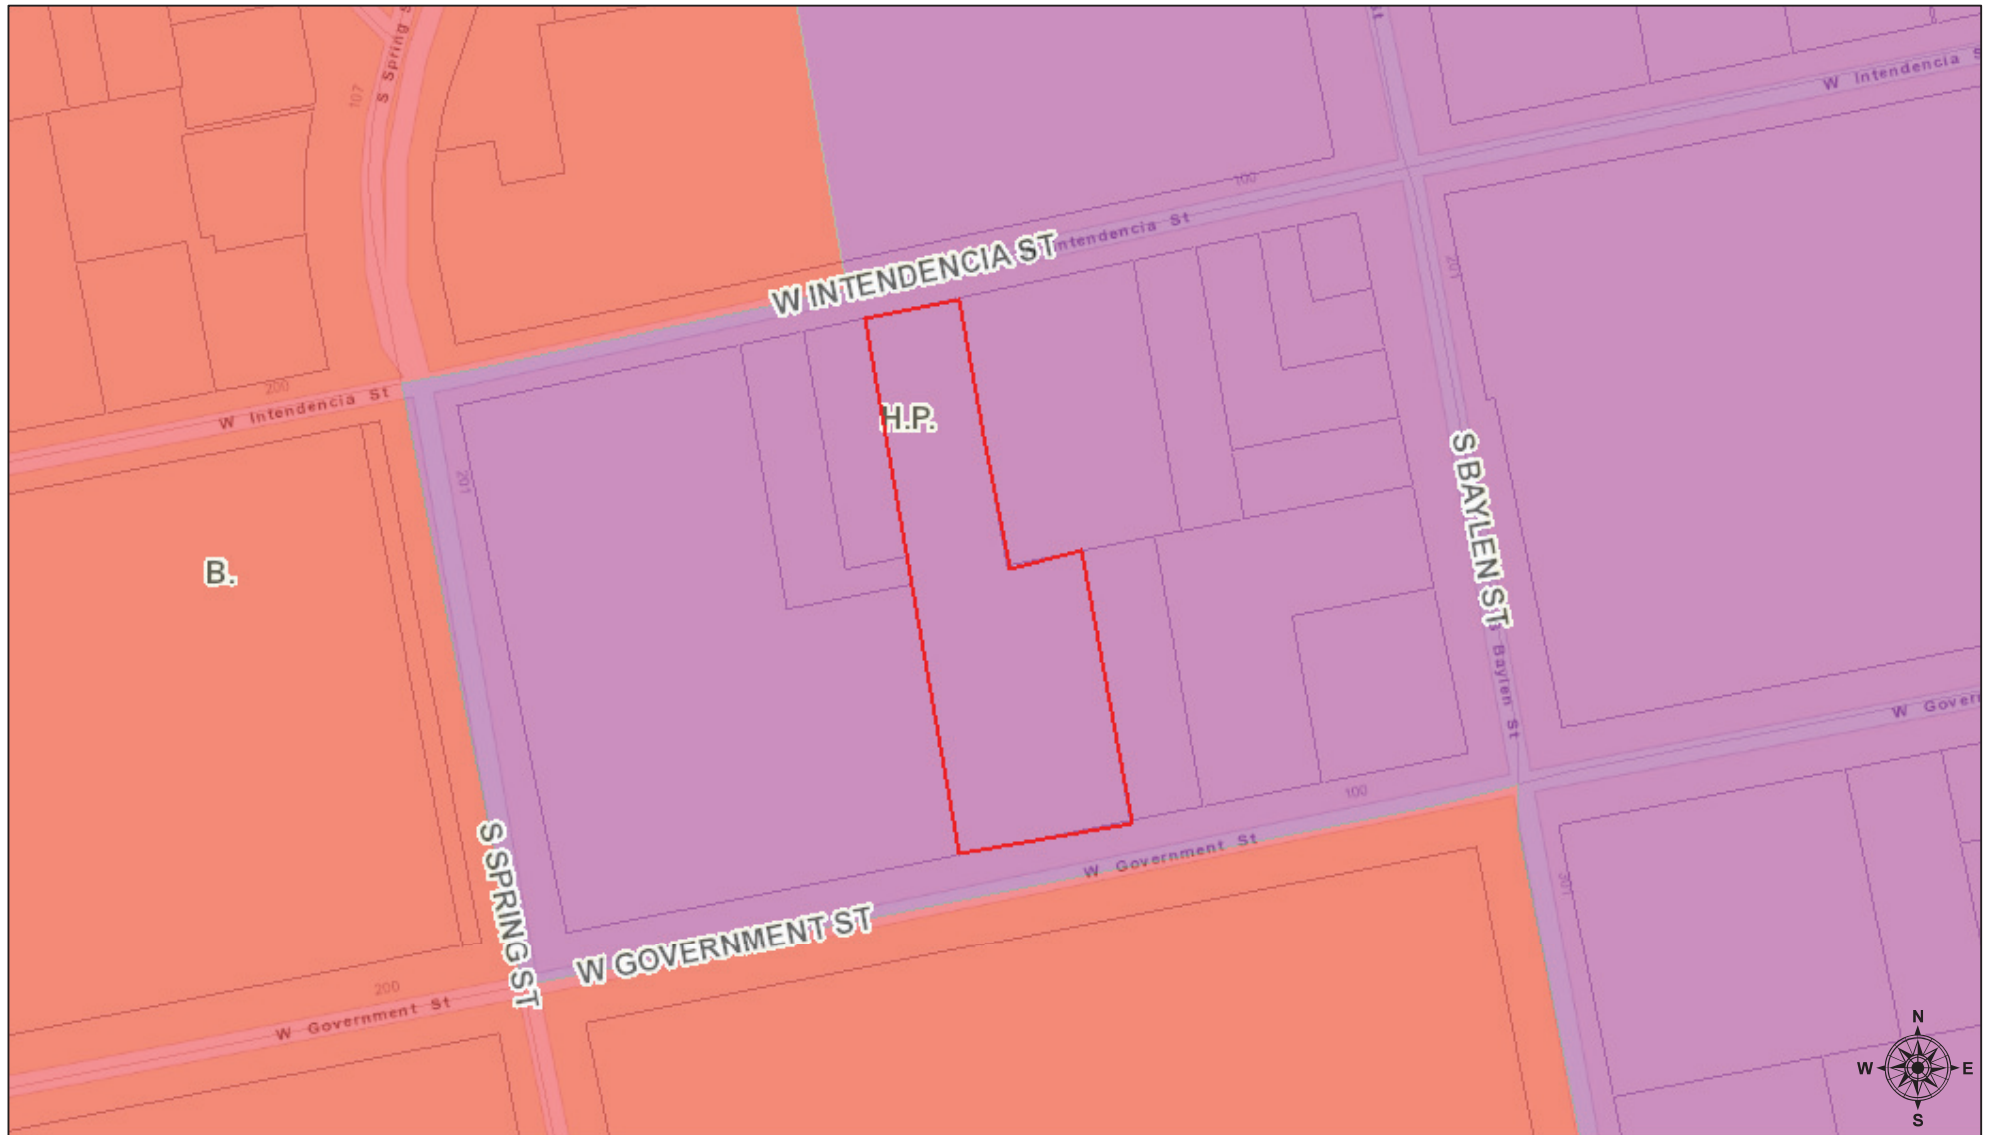 S Spring S
107
St
W Intendencia S
100
Intendencia St
W INTENDENCIA ST
201
200
W Intendencia St
H.P.
201
S BAYLEN ST
B.
S Baylen St
W Govern
100
W Government St
S SPRING ST
301
W GOVERNMENT ST
200
W Government St
N
W E
S